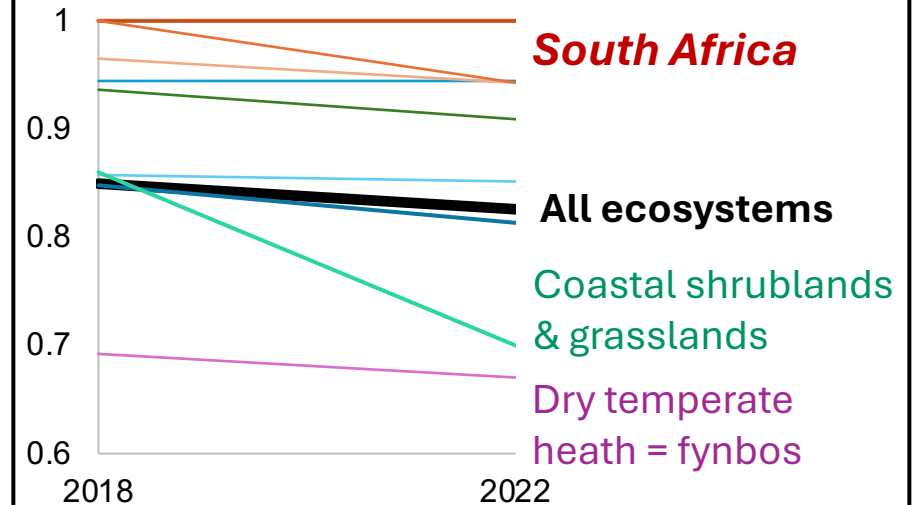 1
South Africa
0.9
All ecosystems
0.8
Coastal shrublands
& grasslands
0.7
Dry temperate
heath = fynbos
0.6
2018
2022